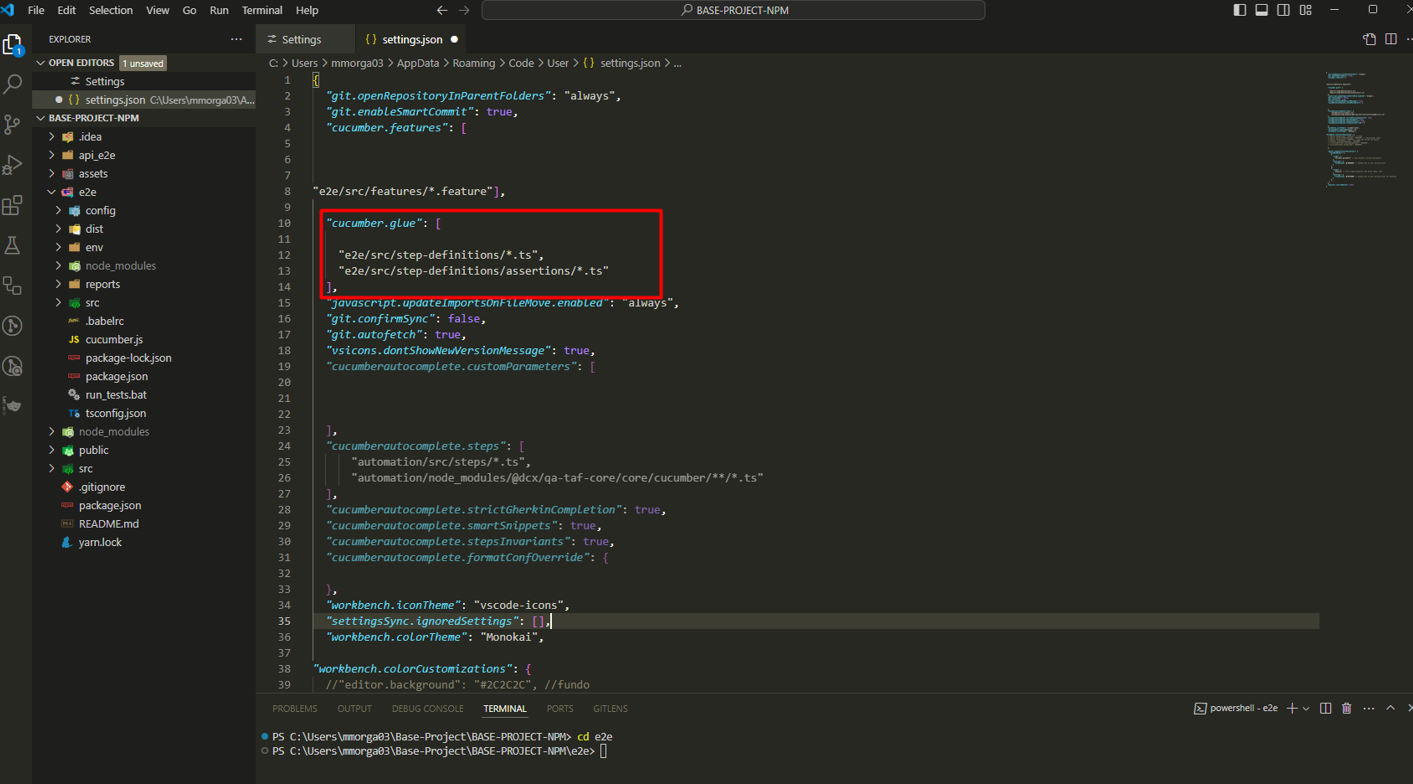 File Edit Selection View Go Run Terminal Help
BASE-PROJECT-NPM
EXPLORER
Settings
{ } settings.json
OPEN EDITORS 1 unsaved
C: > Users > mmorga03 > AppData > Roaming > Code > User > { } settings.json > ...
Settings
{ } settings.json C:\Users\mmorga03\A...
BASE-PROJECT-NPM
.idea
api_e2e
assets
e2e
config
dist
env
node_modules
reports
src
.babelrc
JS cucumber.js
package-lock.json
package.json
run_tests.bat
TS tsconfig.json
node_modules
public
src
.gitignore
package.json
README.md
yarn.lock
1 {
2 "git.openRepositoryInParentFolders": "always",
3 "git.enableSmartCommit": true,
4 "cucumber.features": [
5
6
7
8 "e2e/src/features/*.feature"],
9
10 "cucumber.glue": [
11
12 "e2e/src/step-definitions/*.ts",
13 "e2e/src/step-definitions/assertions/*.ts"
14 ],
15 "javascript.updateImportsOnFileMove.enabled": "always",
16 "git.confirmSync": false,
17 "git.autofetch": true,
18 "vsicons.dontShowNewVersionMessage": true,
19 "cucumberautocomplete.customParameters": [
20
21
22
23 ],
24 "cucumberautocomplete.steps": [
25 "automation/src/steps/*.ts",
26 "automation/node_modules/@dcx/qa-taf-core/core/cucumber/**/*.ts"
27 ],
28 "cucumberautocomplete.strictGherkinCompletion": true,
29 "cucumberautocomplete.smartSnippets": true,
30 "cucumberautocomplete.stepsInvariants": true,
31 "cucumberautocomplete.formatConfOverride": {
32
33 },
34 "workbench.iconTheme": "vscode-icons",
35 "settingsSync.ignoredSettings": [],
36 "workbench.colorTheme": "Monokai",
37
38 "workbench.colorCustomizations": {
39 //"editor.background": "#2C2C2C", //fundo
PROBLEMS OUTPUT DEBUG CONSOLE TERMINAL PORTS GITLENS
powershell - e2e
PS C:\Users\mmorga03\Base-Project\BASE-PROJECT-NPM> cd e2e
PS C:\Users\mmorga03\Base-Project\BASE-PROJECT-NPM\e2e>